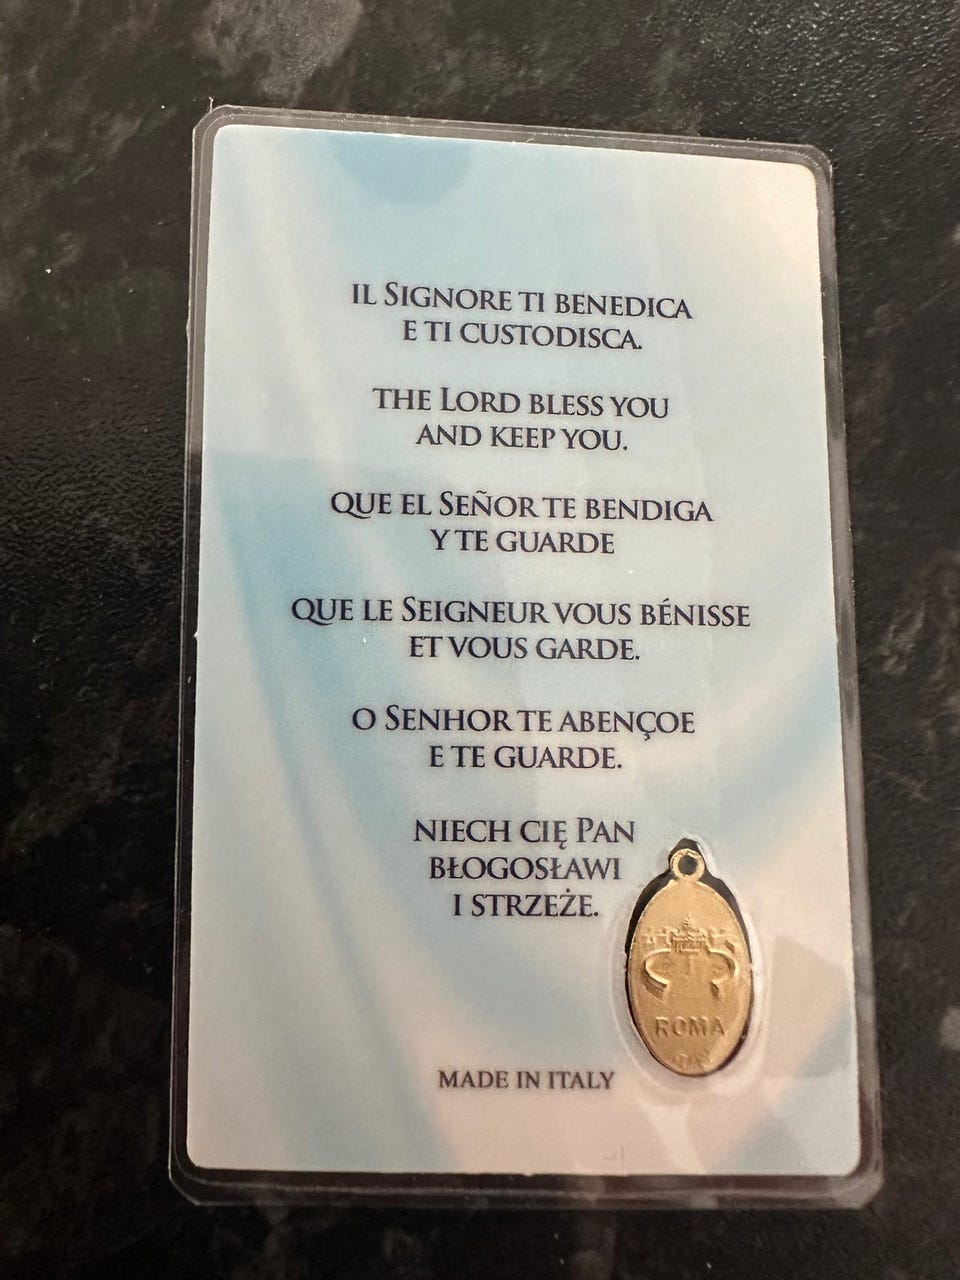 IL SIGNORE TI BENEDICA
E TI CUSTODISCA.
THE LORD BLESS YOU
AND KEEP YOU.
QUE EL SEÑOR TE BENDIGA
Y TE GUARDE
QUE LE SEIGNEUR VOUS BÉNISSE
ET VOUS GARDE.
O SENHOR TE ABENÇOE
E TE GUARDE.
NIECH CIĘ PAN
BŁOGOSŁAWI
I STRZEŻE.
ROMA
MADE IN ITALY